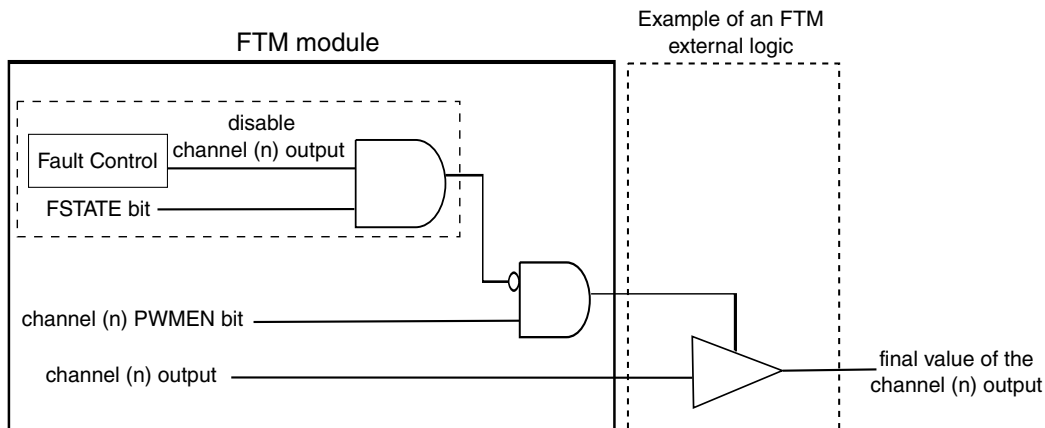 Example of an FTM
external logic
FTM module
disable
channel (n) output
Fault Control
FSTATE bit
channel (n) PWMEN bit
channel (n) output
final value of the
channel (n) output